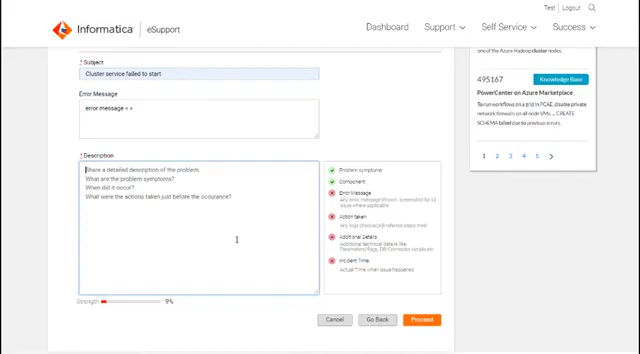 Test Logout
Informatica eSupport
Dashboard Support Self Service Success
* Subject
Cluster service failed to start
Error Message
error message < >
* Description
Share a detailed description of the problem.
What are the problem symptoms?
When did it occur?
What were the actions taken just before the occurance?
Problem symptoms
Component
Error Message
Any error message thrown, screenshot for UI
issue where applicable
Action taken
Any logs checked,KB referred steps tried
Additional Details
Additional technical details like
Parameters/flags, DB/Connector details etc
Incident Time
Actual Time when issue happened
Strength 9%
Cancel Go Back Proceed
one of the Azure Hadoop cluster nodes.
495167 Knowledge Base
PowerCenter on Azure Marketplace
To run workflows on a grid in PCAE, disable private
network firewalls on all node VMs, ... CREATE
SCHEMA failed due to previous errors.
1 2 3 4 5